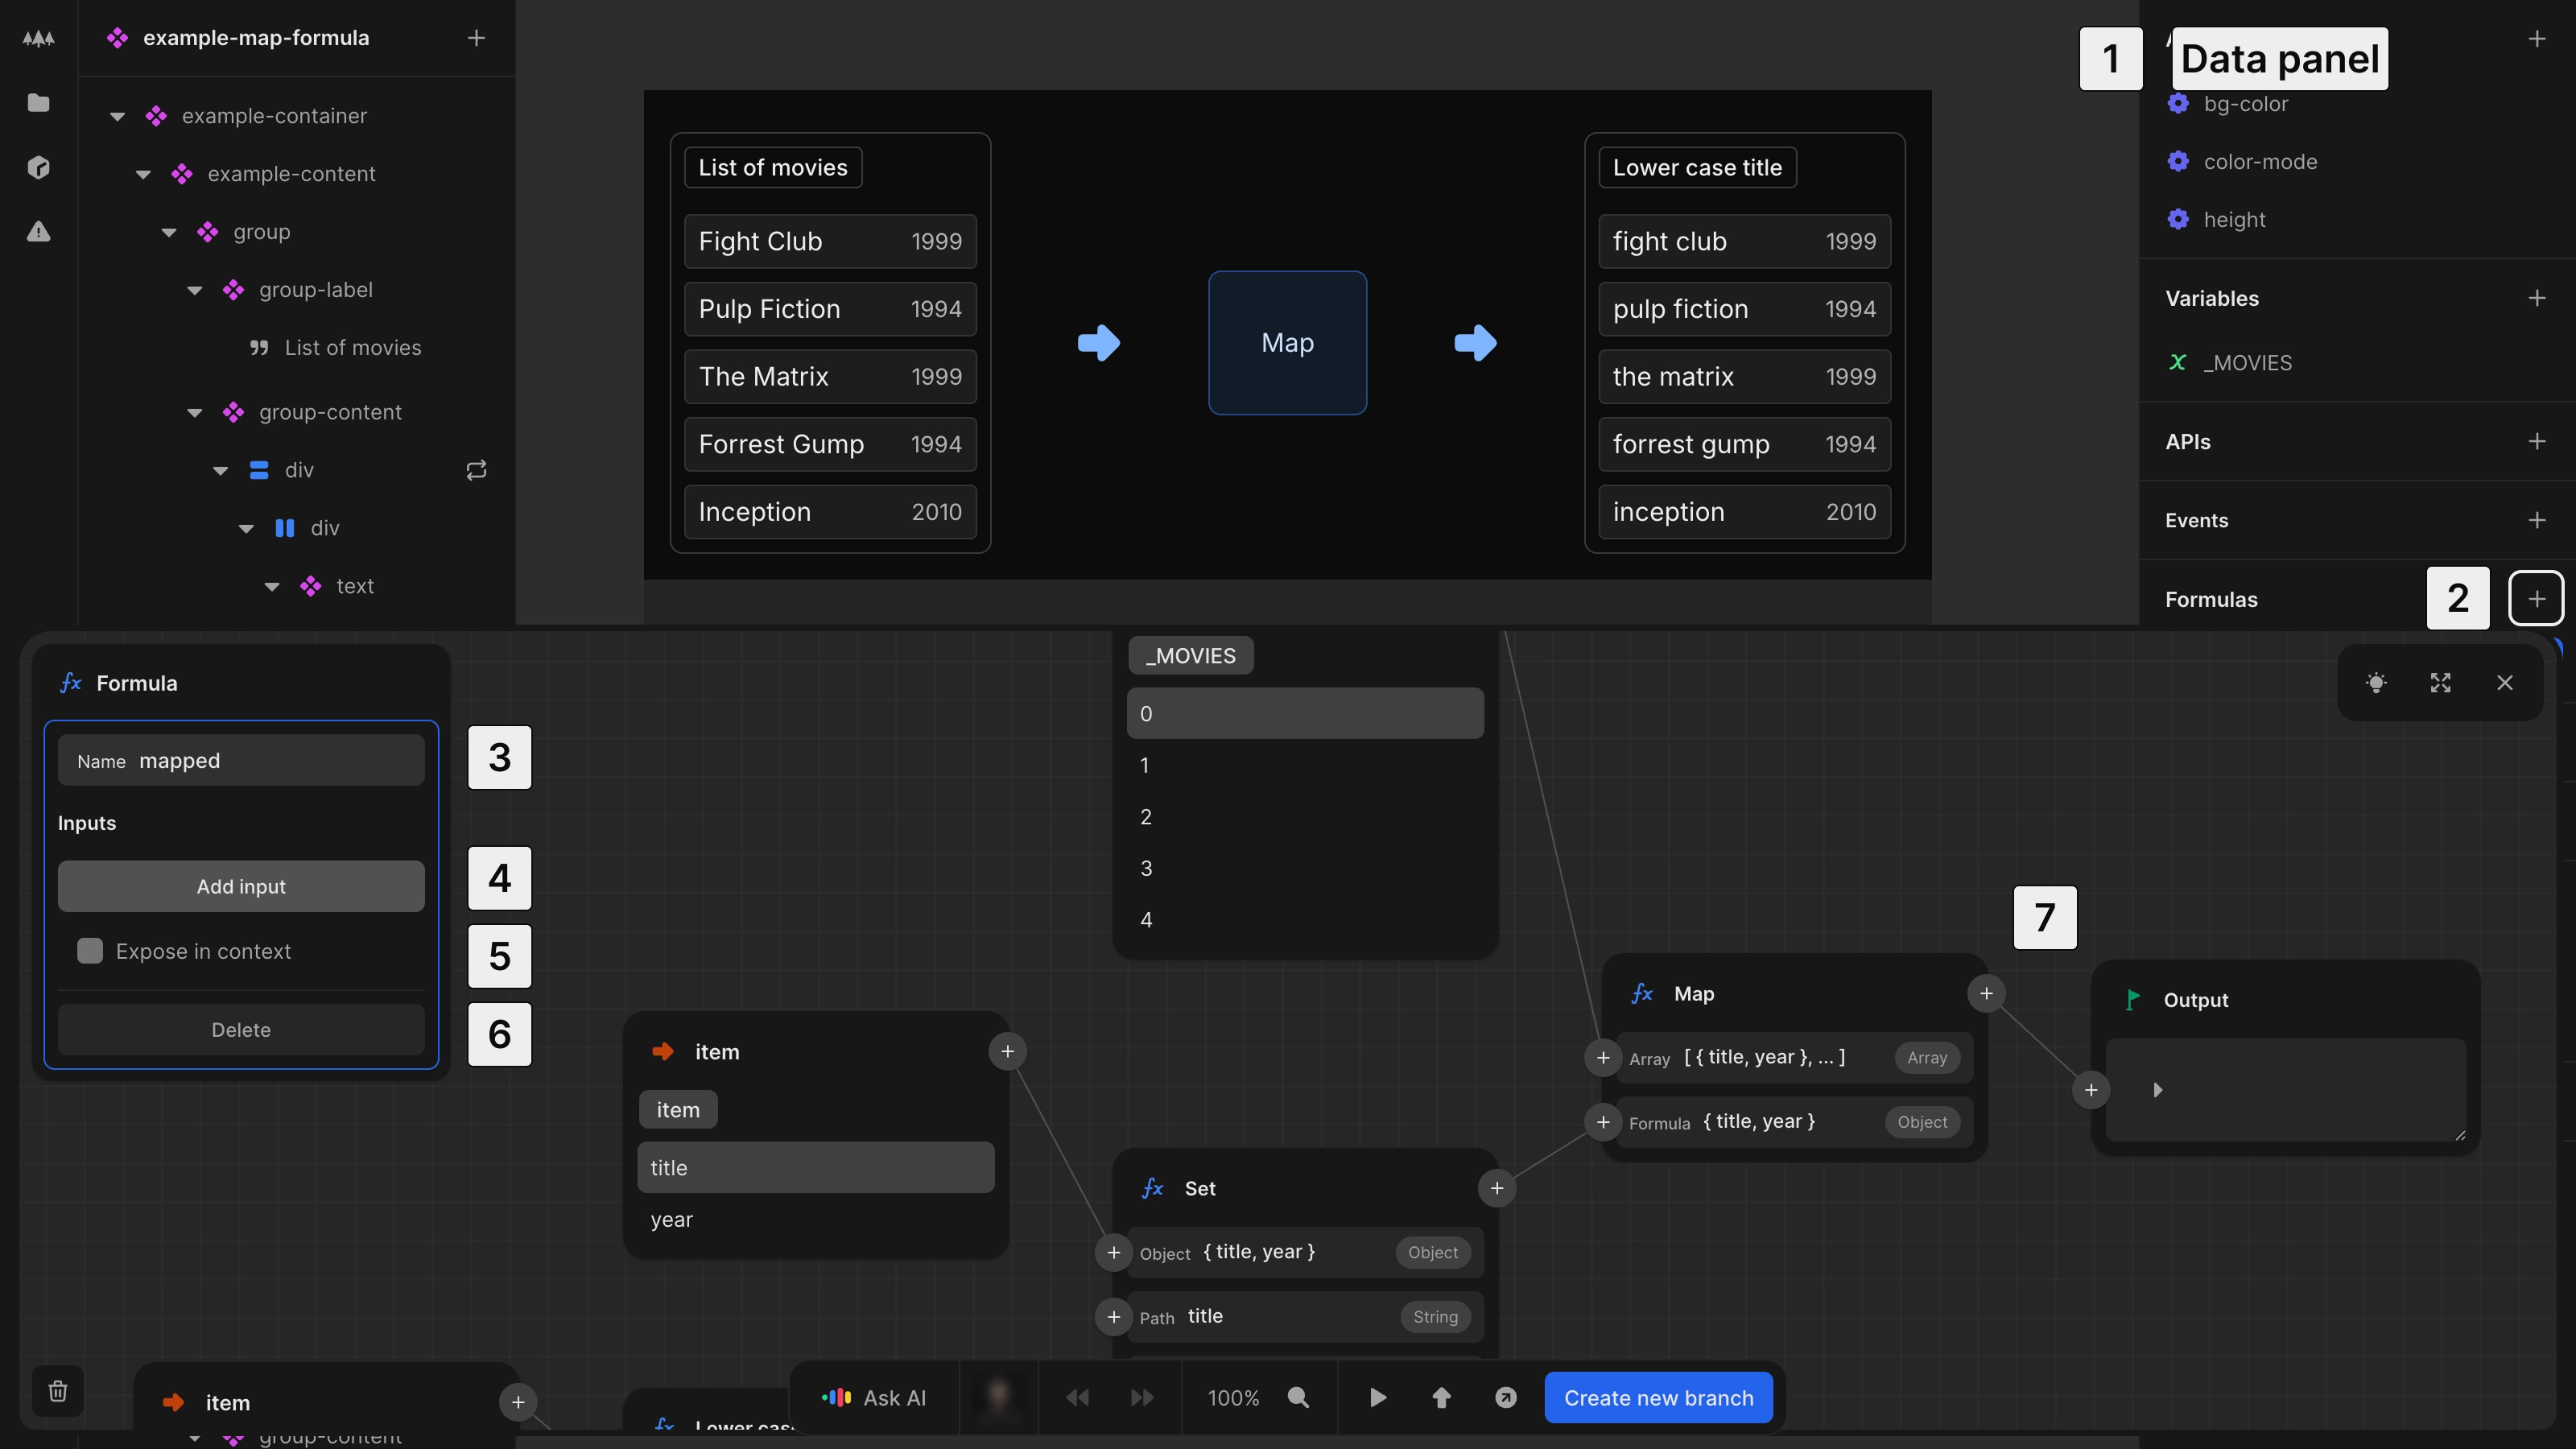 example-map-formula
example-container
example-content
group
group-label
List of movies
group-content
div
div
text
List of movies
Fight Club 1999
Pulp Fiction 1994
The Matrix 1999
Forrest Gump 1994
Inception 2010
Map
Lower case title
fight club 1999
pulp fiction 1994
the matrix 1999
forrest gump 1994
inception 2010
1 Data panel
bg-color
color-mode
height
Variables
_MOVIES
APIs
Events
Formulas 2
fx Formula
Name mapped
3
Inputs
Add input
4
Expose in context
5
Delete
6
_MOVIES
0
1
2
3
4
item
item
title
year
fx Set
Object { title, year } Object
Path title String
7
fx Map
Array [ { title, year }, ... ] Array
Formula { title, year } Object
Output
item
group-content
Ask AI
100%
Create new branch